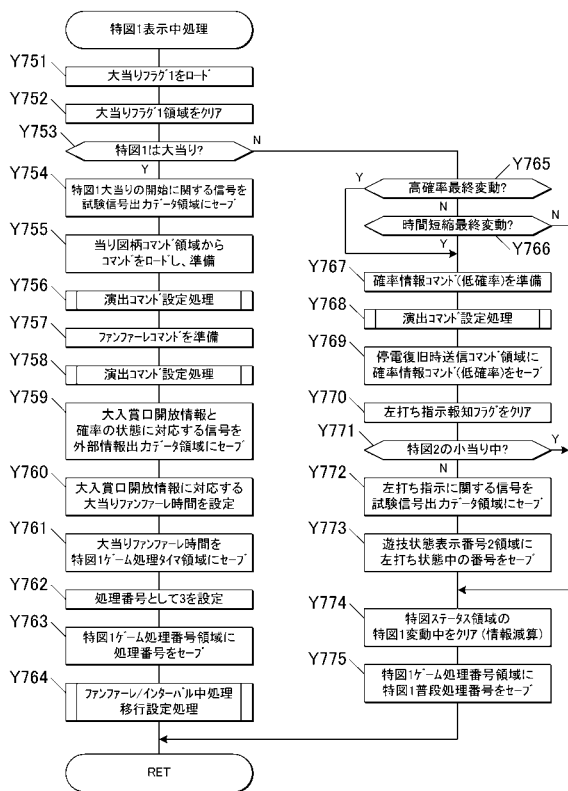 特図1表示中処理
Y751
大当りフラグ1をロード
Y752
大当りフラグ1領域をクリア
Y753
特図1は大当り?
N
Y
Y754
特図1大当りの開始に関する信号を
試験信号出力データ領域にセーブ
Y755
当り図柄コマンド領域から
コマンドをロードし、準備
Y756
演出コマンド設定処理
Y757
ファンファーレコマンドを準備
Y758
演出コマンド設定処理
Y759
大入賞口開放情報と
確率の状態に対応する信号を
外部情報出力データ領域にセーブ
Y760
大入賞口開放情報に対応する
大当りファンファーレ時間を設定
Y761
大当りファンファーレ時間を
特図1ゲーム処理タイマ領域にセーブ
Y762
処理番号として3を設定
Y763
特図1ゲーム処理番号領域に
処理番号をセーブ
Y764
ファンファーレ/インターバル中処理
移行設定処理
RET
Y765
Y
高確率最終変動?
N
時間短縮最終変動?
N
Y766
Y
Y767
確率情報コマンド(低確率)を準備
Y768
演出コマンド設定処理
Y769
停電復旧時送信コマンド領域に
確率情報コマンド(低確率)をセーブ
Y770
左打ち指示報知フラグをクリア
Y771
特図2の小当り中?
Y
N
Y772
左打ち指示に関する信号を
試験信号出力データ領域にセーブ
Y773
遊技状態表示番号2領域に
左打ち状態中の番号をセーブ
Y774
特図ステータス領域の
特図1変動中をクリア(情報減算)
Y775
特図1ゲーム処理番号領域に
特図1普段処理番号をセーブ